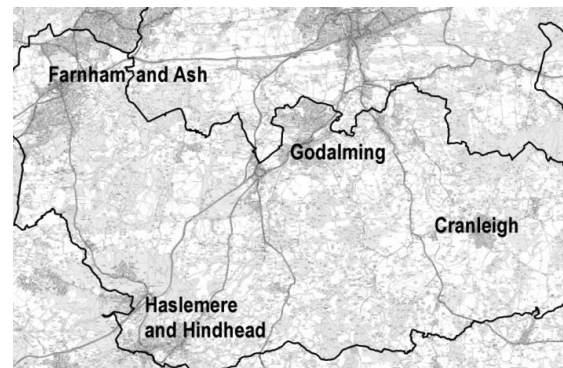 Farnham and Ash
Godalming
Cranleigh
Haslemere
and Hindhead